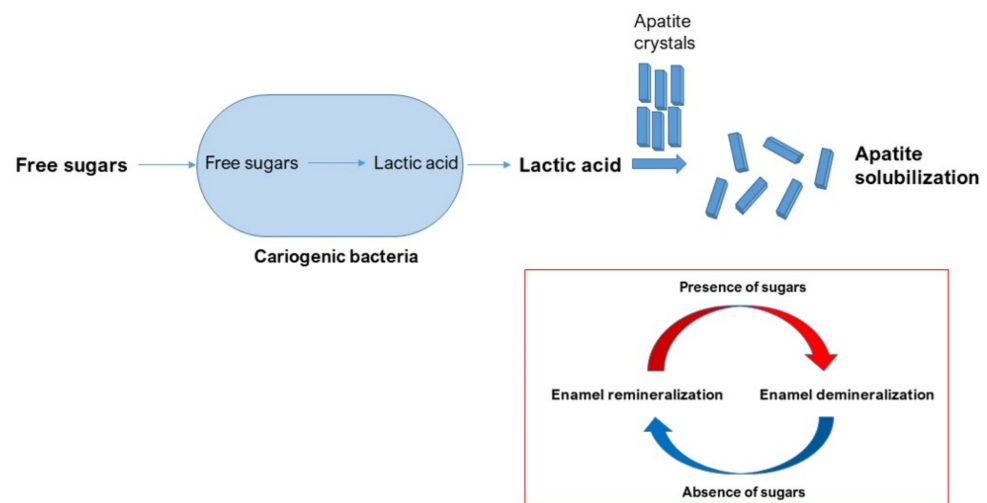 Apatite
crystals
Free sugars
Free sugars
Lactic acid
Lactic acid
Apatite
solubilization
Cariogenic bacteria
Presence of sugars
Enamel remineralization
Enamel demineralization
Absence of sugars